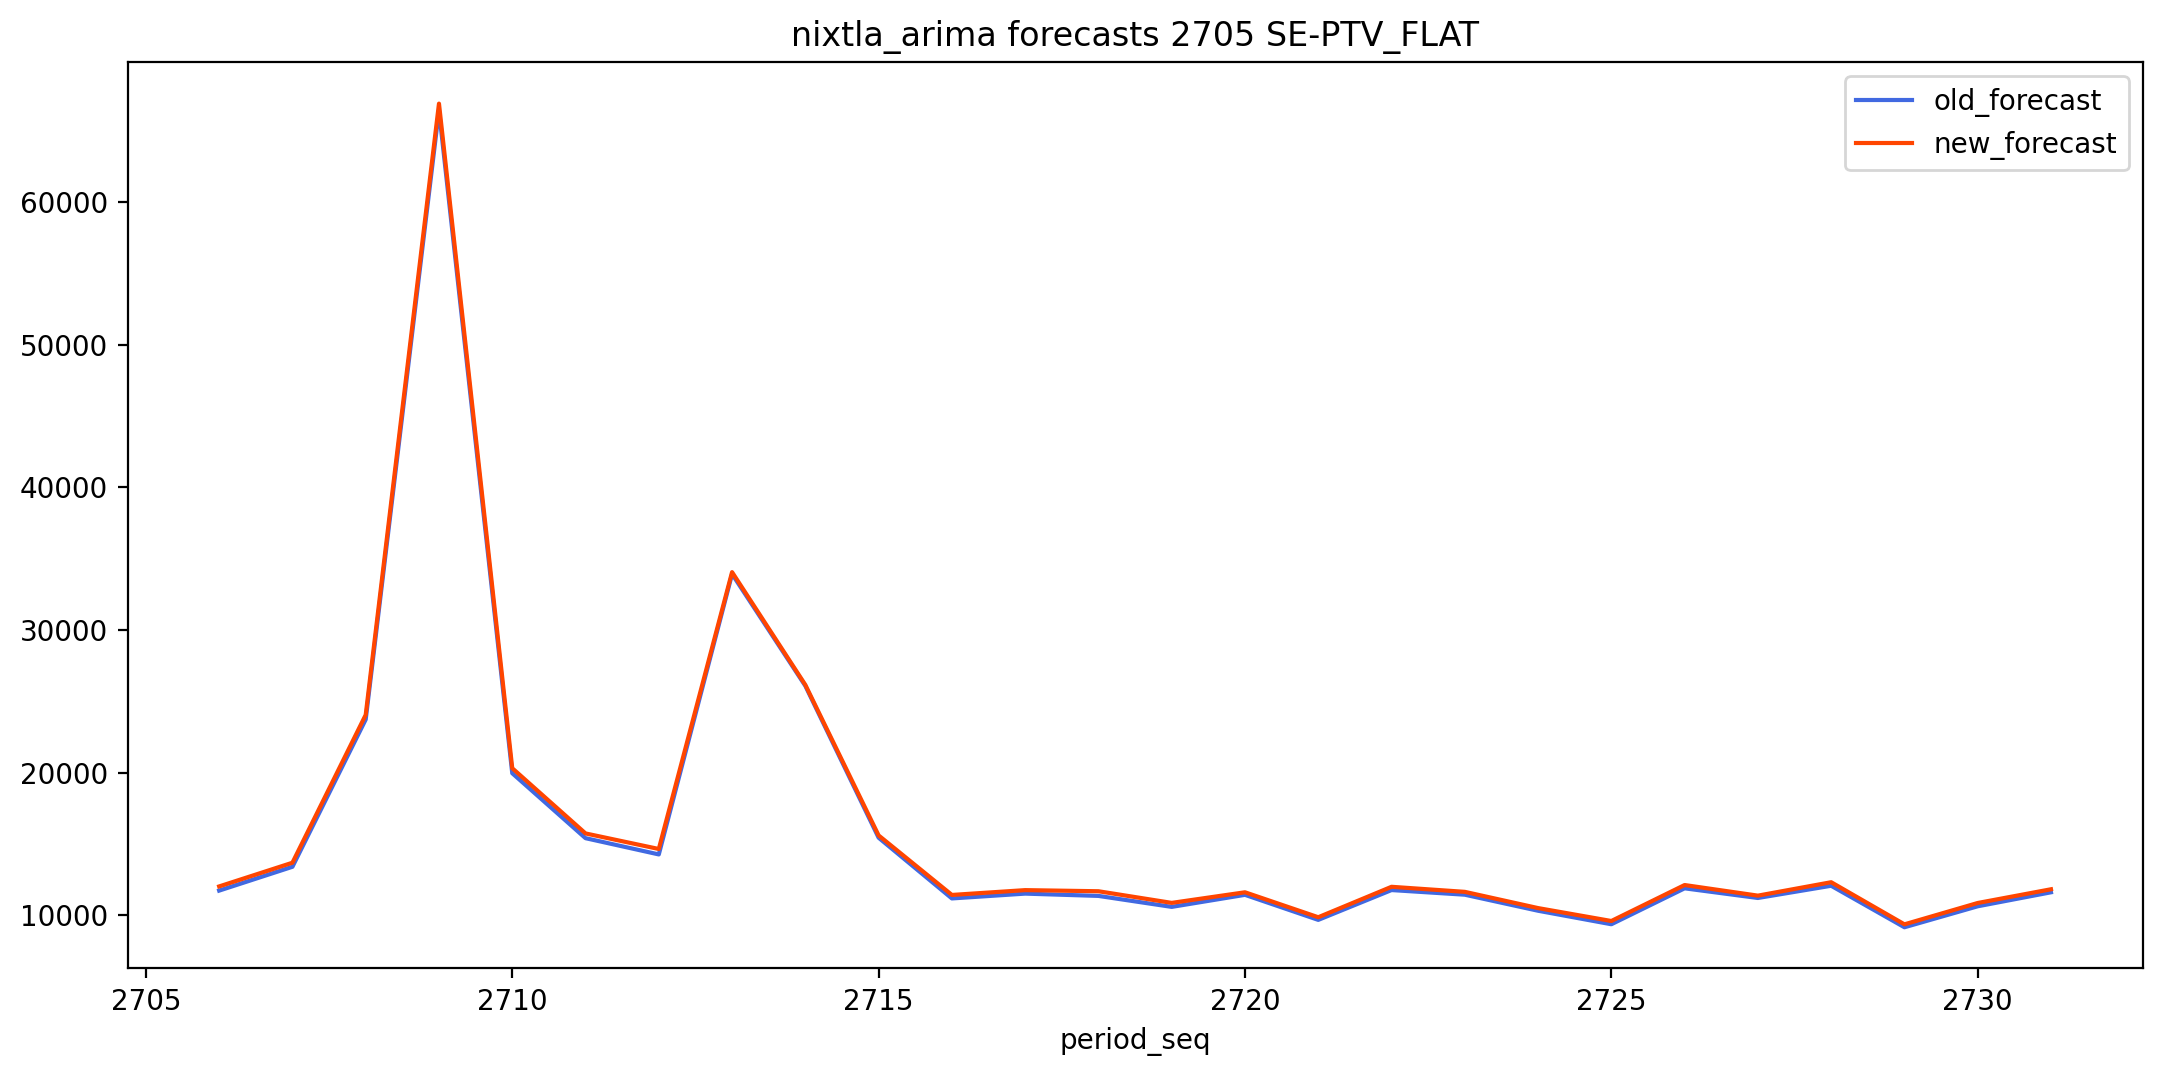 nixtla_arima forecasts 2705 SE-PTV_FLAT
old_forecast
new_forecast
60000
50000
40000
30000
20000
10000
2705 2710 2715 2720 2725 2730
period_seq